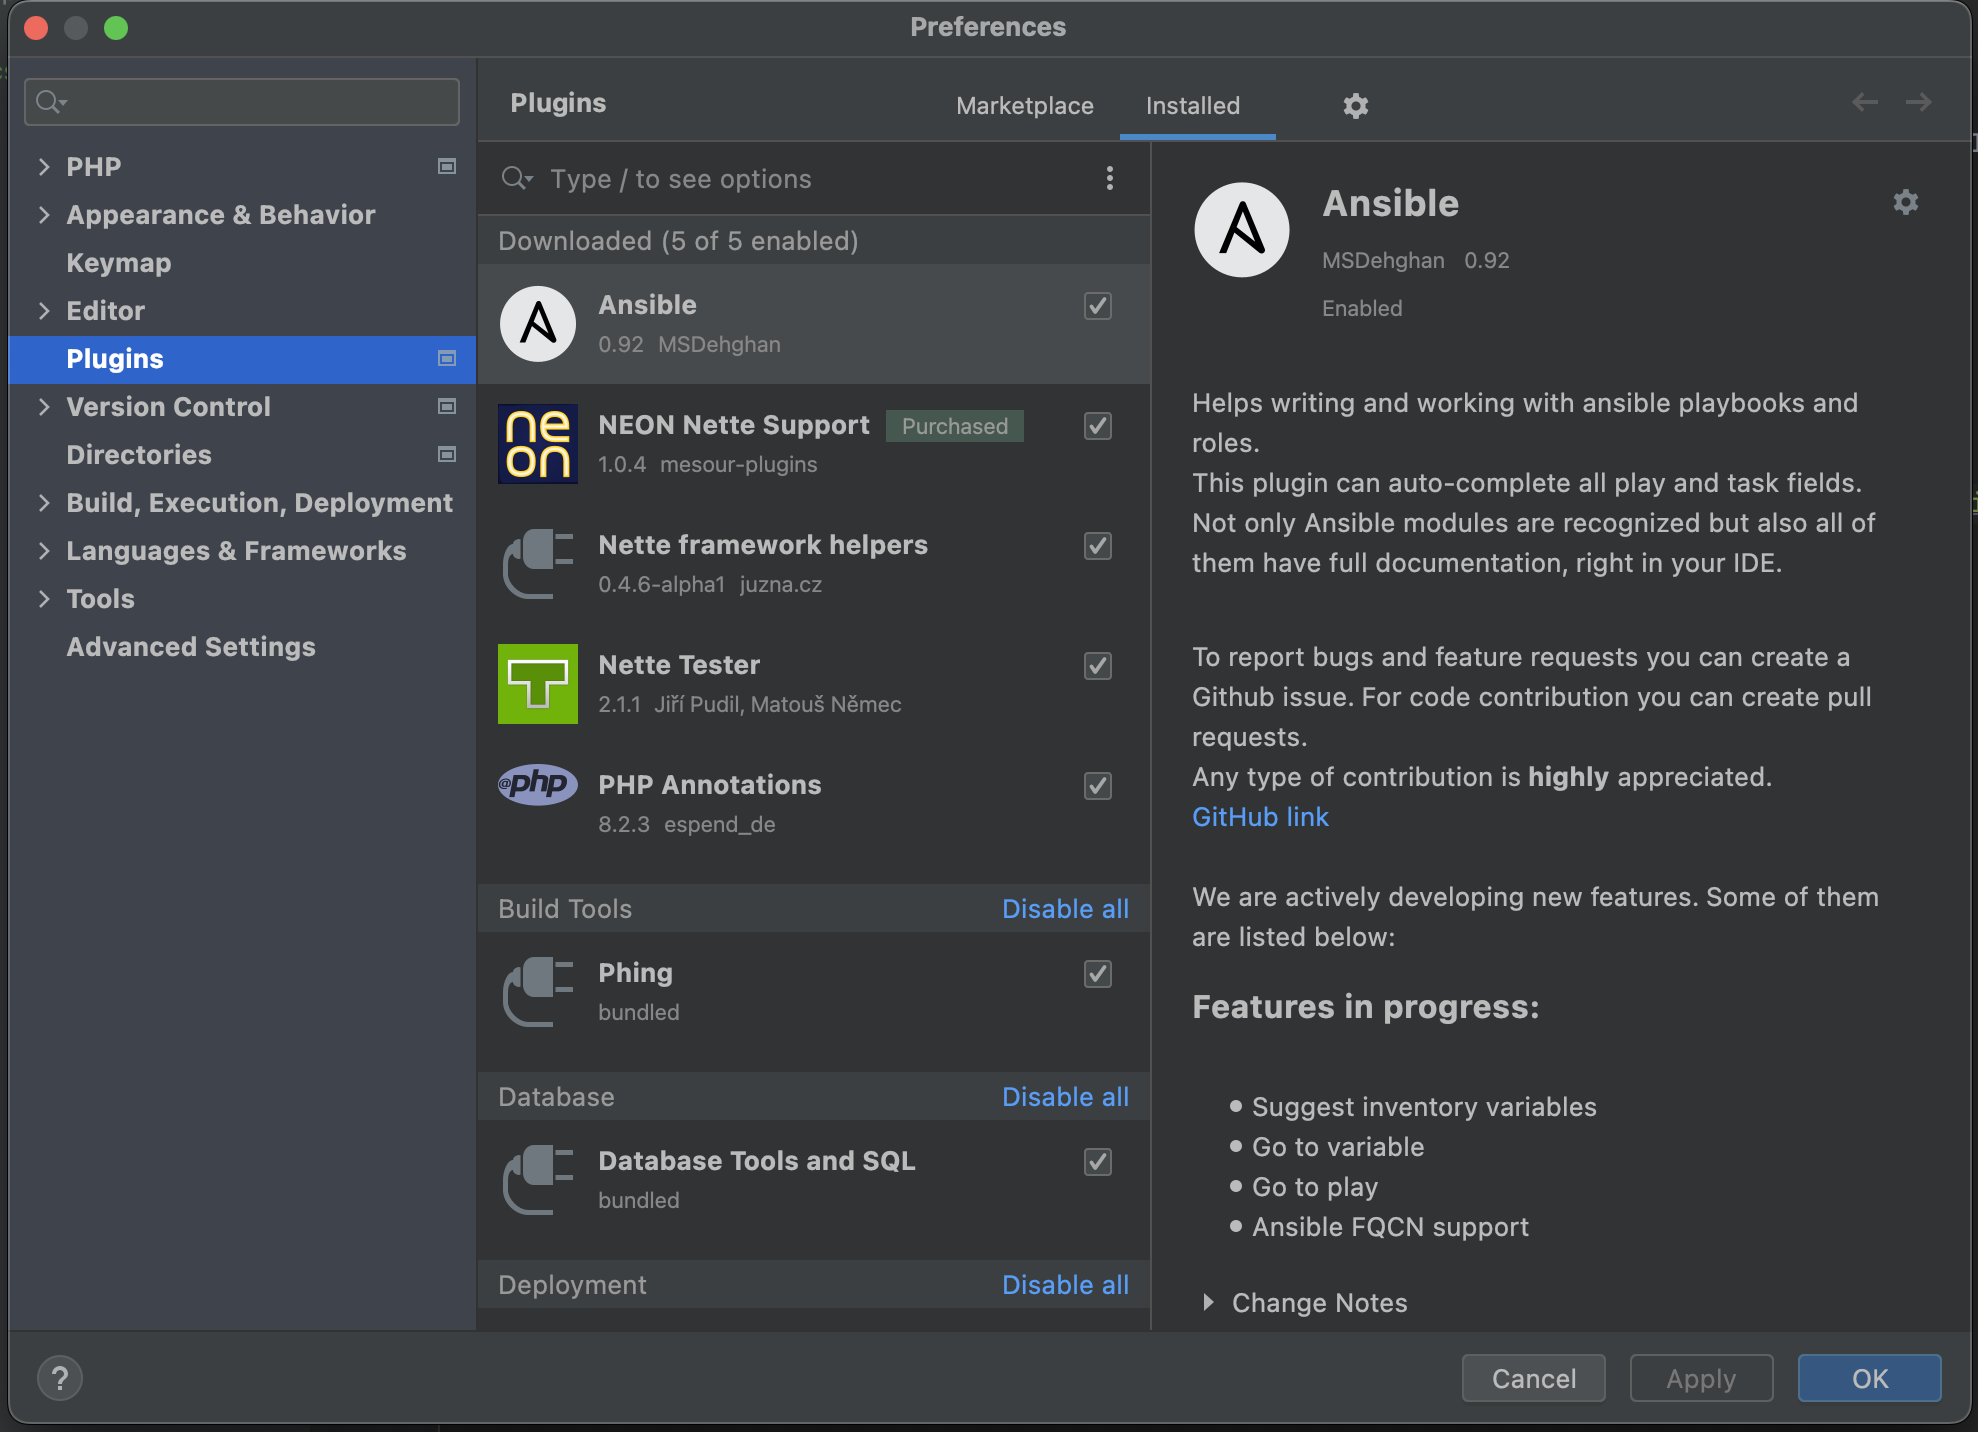 Preferences
PHP
Appearance & Behavior
Keymap
Editor
Plugins
Version Control
Directories
Build, Execution, Deployment
Languages & Frameworks
Tools
Advanced Settings
Plugins
Marketplace
Installed
Type / to see options
Downloaded (5 of 5 enabled)
Ansible
0.92 MSDehghan
neon
NEON Nette Support Purchased
1.0.4 mesour-plugins
Nette framework helpers
0.4.6-alpha1 juzna.cz
Nette Tester
2.1.1 Jiří Pudil, Matouš Němec
@php
PHP Annotations
8.2.3 espend_de
Build Tools Disable all
Phing
bundled
Database Disable all
Database Tools and SQL
bundled
Deployment Disable all
Ansible
MSDehghan 0.92
Enabled
Helps writing and working with ansible playbooks and
roles.
This plugin can auto-complete all play and task fields.
Not only Ansible modules are recognized but also all of
them have full documentation, right in your IDE.
To report bugs and feature requests you can create a
Github issue. For code contribution you can create pull
requests.
Any type of contribution is highly appreciated.
GitHub link
We are actively developing new features. Some of them
are listed below:
Features in progress:
Suggest inventory variables
Go to variable
Go to play
Ansible FQCN support
Change Notes
?
Cancel
Apply
OK